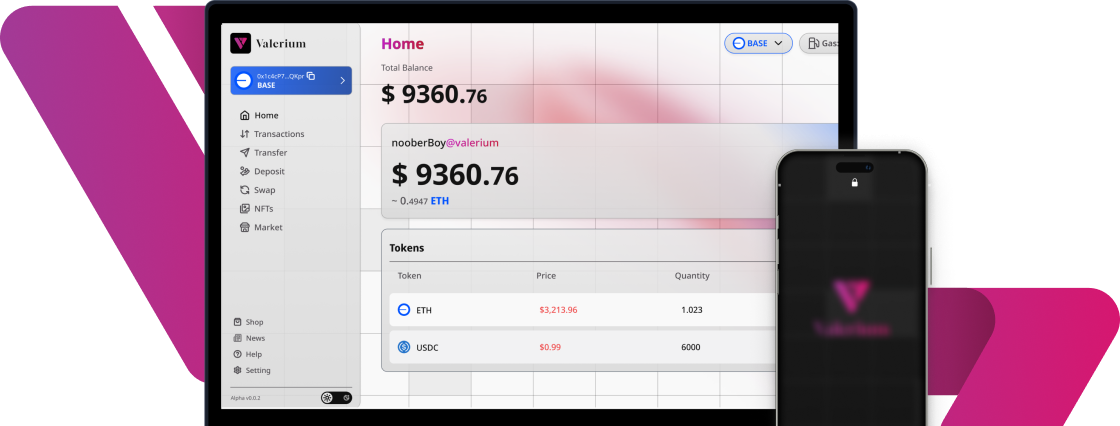 Valerium
0x1c4cP7...QKpr
BASE
Home
Transactions
Transfer
Deposit
Swap
NFTs
Market
Shop
News
Help
Setting
Alpha v0.0.2
Home
BASE
Gas
Total Balance
$ 9360.76
nooberBoy@valerium
$ 9360.76
~ 0.4947 ETH
Tokens
Token Price Quantity
ETH $3,213.96 1.023
USDC $0.99 6000
Valerium